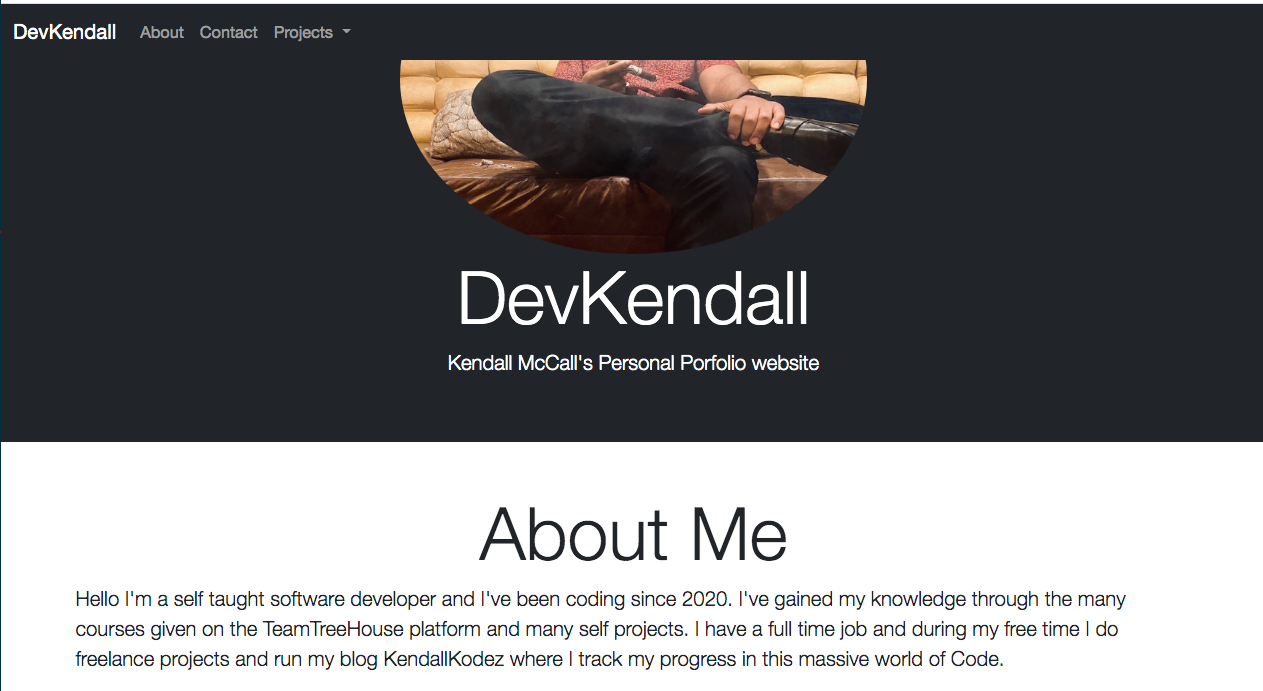 DevKendall About Contact Projects
DevKendall
Kendall McCall's Personal Porfolio website
About Me
Hello I'm a self taught software developer and I've been coding since 2020. I've gained my knowledge through the many
courses given on the TeamTreeHouse platform and many self projects. I have a full time job and during my free time I do
freelance projects and run my blog KendallKodez where I track my progress in this massive world of Code.